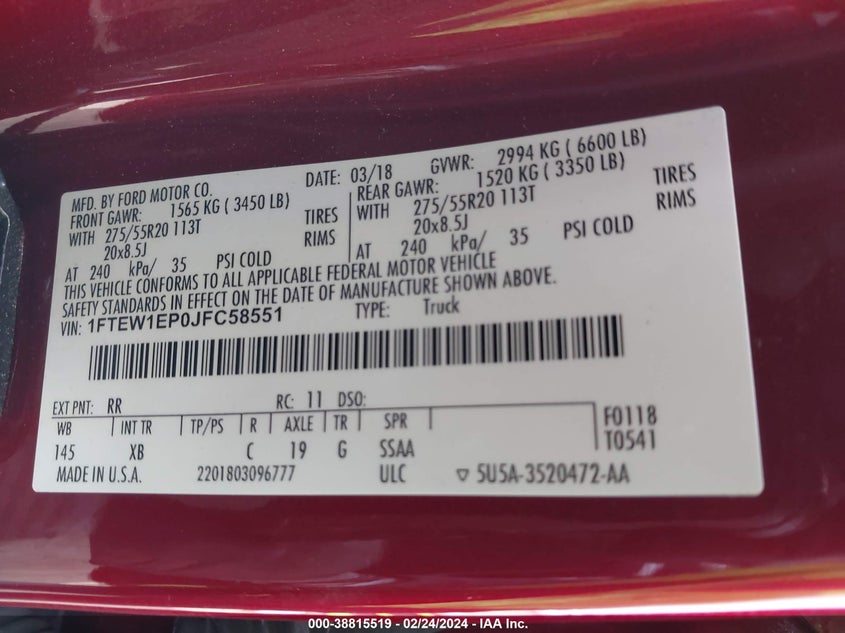 MFD. BY FORD MOTOR CO. DATE: 03/18 GVWR: 2994 KG ( 6600 LB)
FRONT GAWR: 1565 KG ( 3450 LB) REAR GAWR: 1520 KG ( 3350 LB)
WITH 275/55R20 113T TIRES WITH 275/55R20 113T TIRES
20x8.5J RIMS 20x8.5J RIMS
AT 240 kPa/ 35 PSI COLD AT 240 kPa/ 35 PSI COLD
THIS VEHICLE CONFORMS TO ALL APPLICABLE FEDERAL MOTOR VEHICLE
SAFETY STANDARDS IN EFFECT ON THE DATE OF MANUFACTURE SHOWN ABOVE.
VIN: 1FTEW1EP0JFC58551 TYPE: Truck
EXT PNT: RR RC: 11 DSO:
WB INT TR TP/PS R AXLE TR SPR F0118
145 XB C 19 G SSAA T0541
MADE IN U.S.A. 2201803096777 ULC ▽ 5U5A-3520472-AA
000-38815519 - 02/24/2024 - IAA Inc.